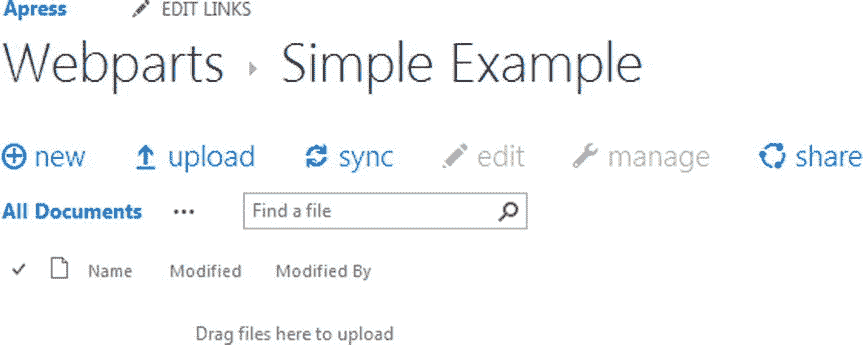 Apress EDIT LINKS
Webparts Simple Example
new upload sync edit manage share
All Documents ... Find a file
Name Modified Modified By
Drag files here to upload